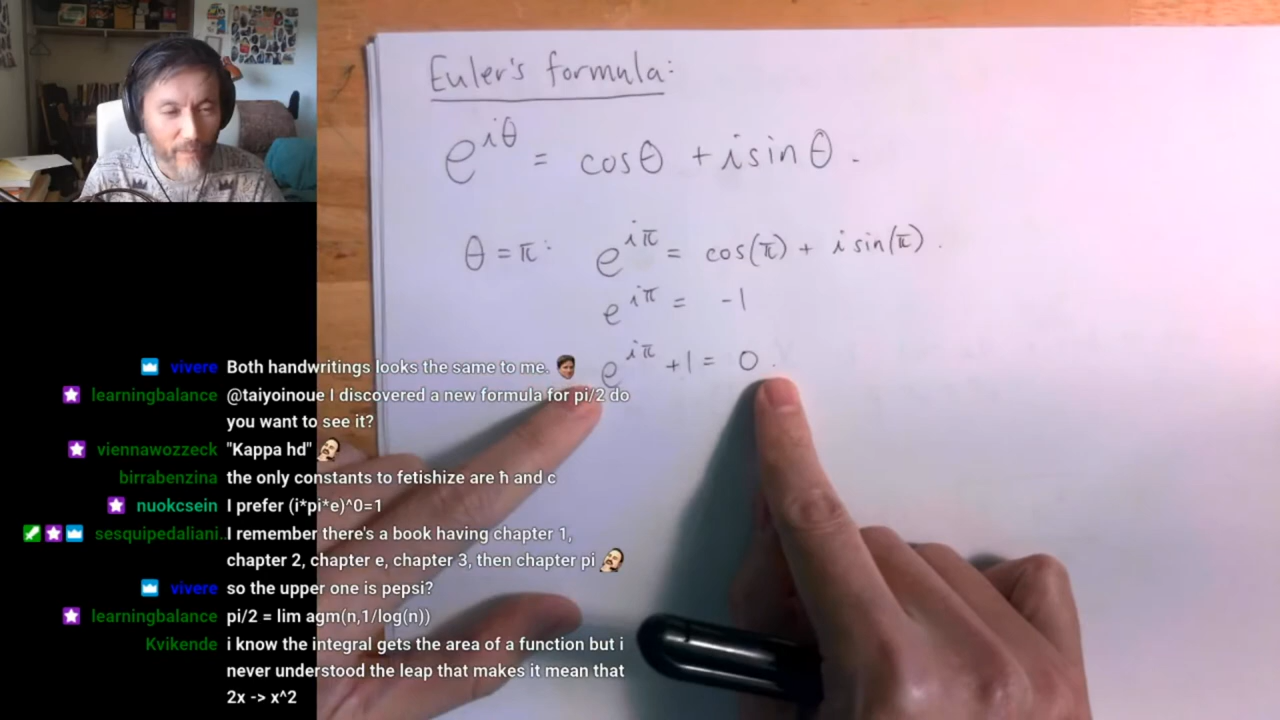 Euler's formula:
e^{iθ} = cosθ + i sin θ.
θ = π: e^{iπ} = cos(π) + i sin(π).
e^{iπ} = -1
e^{iπ} +1 = 0.
vivere Both handwritings looks the same to me.
learningbalance @taiyoinoue I discovered a new formula for pi/2 do
you want to see it?
viennawozzeck "Kappa hd"
birrabenzina the only constants to fetishize are ħ and c
nuokcsein I prefer (i*pi*e)^0=1
sesquipedaliani.. I remember there's a book having chapter 1,
chapter 2, chapter e, chapter 3, then chapter pi
vivere so the upper one is pepsi?
learningbalance pi/2 = lim agm(n,1/log(n))
Kvikende i know the integral gets the area of a function but i
never understood the leap that makes it mean that
2x -> x^2